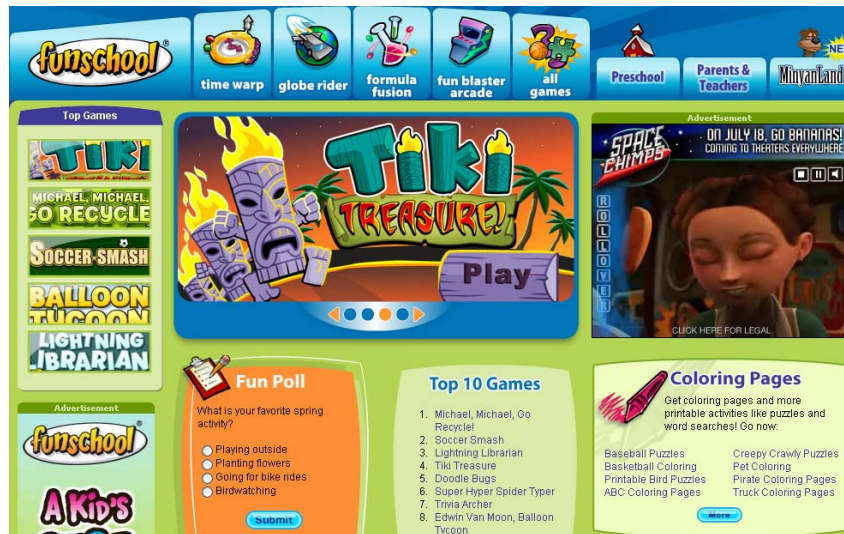 funschool®
time warp
globe rider
formula
fusion
fun blaster
arcade
all
games
Preschool
Parents &
Teachers
MinyanLand
Top Games
TIKI
MICHAEL, MICHAEL,
GO RECYCLE
SOCCER SMASH
BALLOON
TYCOON
LIGHTNING
LIBRARIAN
Tiki
TREASURE!
Play
Advertisement
SPACE
CHIMPS
ON JULY 18, GO BANANAS!
COMING TO THEATERS EVERYWHERE
ROLLOVER
CLICK HERE FOR LEGAL
Advertisement
funschool®
A KiD'S
Fun Poll
What is your favorite spring
activity?
Playing outside
Planting flowers
Going for bike rides
Birdwatching
Submit
Top 10 Games
1. Michael, Michael, Go
Recycle!
2. Soccer Smash
3. Lightning Librarian
4. Tiki Treasure
5. Doodle Bugs
6. Super Hyper Spider Typer
7. Trivia Archer
8. Edwin Van Moon, Balloon
Tycoon
Coloring Pages
Get coloring pages and more
printable activities like puzzles and
word searches! Go now:
Baseball Puzzles
Basketball Coloring
Printable Bird Puzzles
ABC Coloring Pages
Creepy Crawly Puzzles
Pet Coloring
Pirate Coloring Pages
Truck Coloring Pages
More